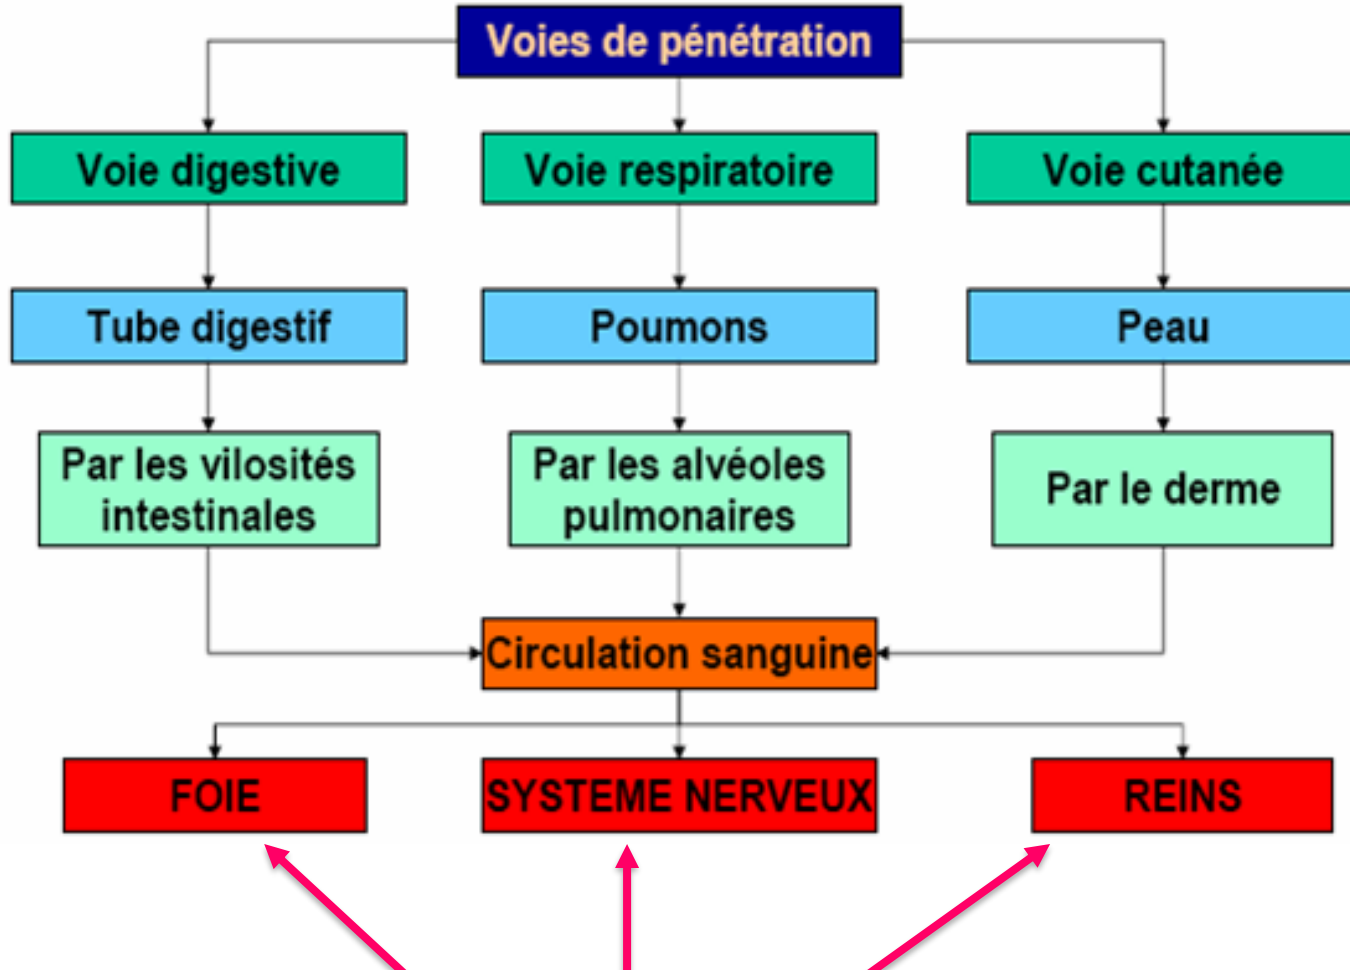 Voies de pénétration
Voie digestive
Voie respiratoire
Voie cutanée
Tube digestif
Poumons
Peau
Par les vilosités
intestinales
Par les alvéoles
pulmonaires
Par le derme
Circulation sanguine
FOIE
SYSTEME NERVEUX
REINS